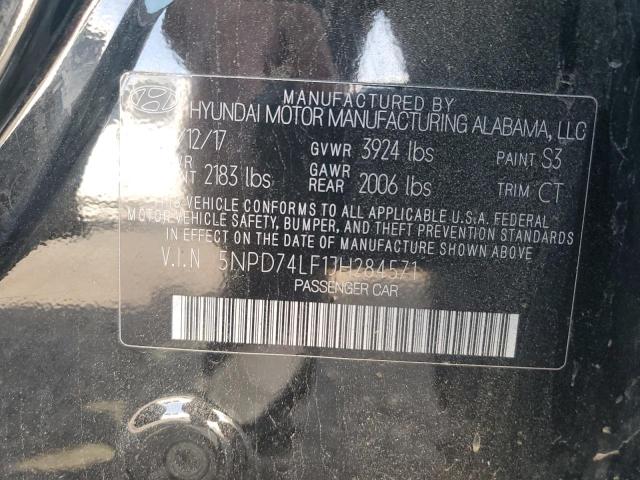 MANUFACTURED BY
HYUNDAI MOTOR MANUFACTURING ALABAMA, LLC
/12/17 GVWR 3924 lbs PAINT S3
2183 lbs GAWR REAR 2006 lbs TRIM CT
THIS VEHICLE CONFORMS TO ALL APPLICABLE U.S.A. FEDERAL
MOTOR VEHICLE SAFETY, BUMPER, AND THEFT PREVENTION STANDARDS
IN EFFECT ON THE DATE OF MANUFACTURE SHOWN ABOVE.
V.I.N 5NPD74LF1JH284571
PASSENGER CAR